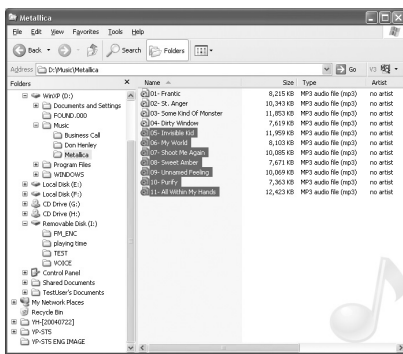 Metallica
File Edit View Favorites Tools Help
Back Search Folders
Address D:\Music\Metallica Go V3
Folders
WinXP (D:)
Documents and Settings
FOUND.000
Music
Business Call
Don Henley
Metallica
Program Files
WINDOWS
Local Disk (E:)
Local Disk (F:)
CD Drive (G:)
CD Drive (H:)
Removable Disk (I:)
FM_ENC
playing time
TEST
VOICE
Control Panel
Shared Documents
TestUser's Documents
My Network Places
Recycle Bin
YH-[20040722]
YP-ST5
YP-ST5 ENG IMAGE
Name Size Type Artist
01- Frantic 8,215 KB MP3 audio file (mp3) no artist
02- St. Anger 10,343 KB MP3 audio file (mp3) no artist
03- Some Kind Of Monster 11,853 KB MP3 audio file (mp3) no artist
04- Dirty Window 7,619 KB MP3 audio file (mp3) no artist
05- Invisible Kid 11,959 KB MP3 audio file (mp3) no artist
06- My World 8,103 KB MP3 audio file (mp3) no artist
07- Shoot Me Again 10,085 KB MP3 audio file (mp3) no artist
08- Sweet Amber 7,671 KB MP3 audio file (mp3) no artist
09- Unnamed Feeling 10,069 KB MP3 audio file (mp3) no artist
10- Purify 7,363 KB MP3 audio file (mp3) no artist
11- All Within My Hands 12,423 KB MP3 audio file (mp3) no artist